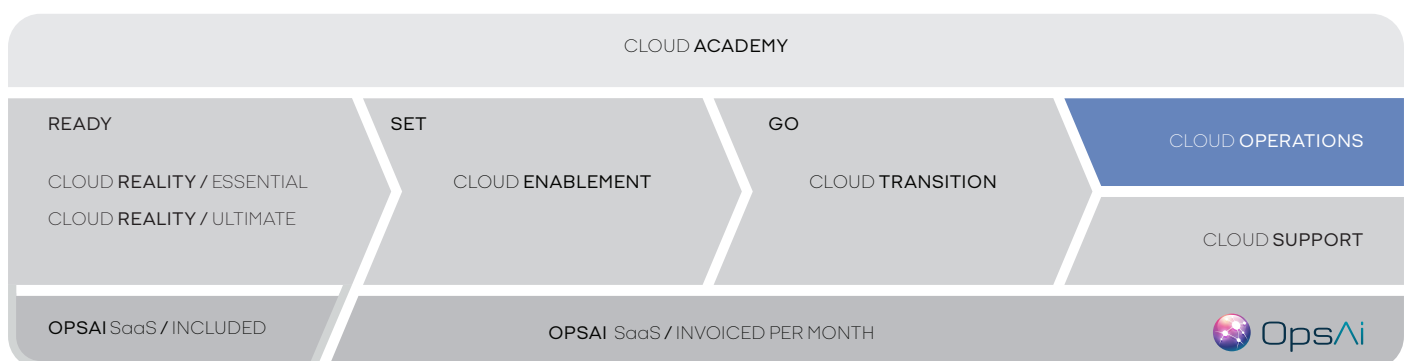 CLOUD ACADEMY
READY
CLOUD REALITY / ESSENTIAL
CLOUD REALITY / ULTIMATE
SET
CLOUD ENABLEMENT
GO
CLOUD TRANSITION
CLOUD OPERATIONS
CLOUD SUPPORT
OPSAI SaaS / INCLUDED
OPSAI SaaS / INVOICED PER MONTH
OpsAi